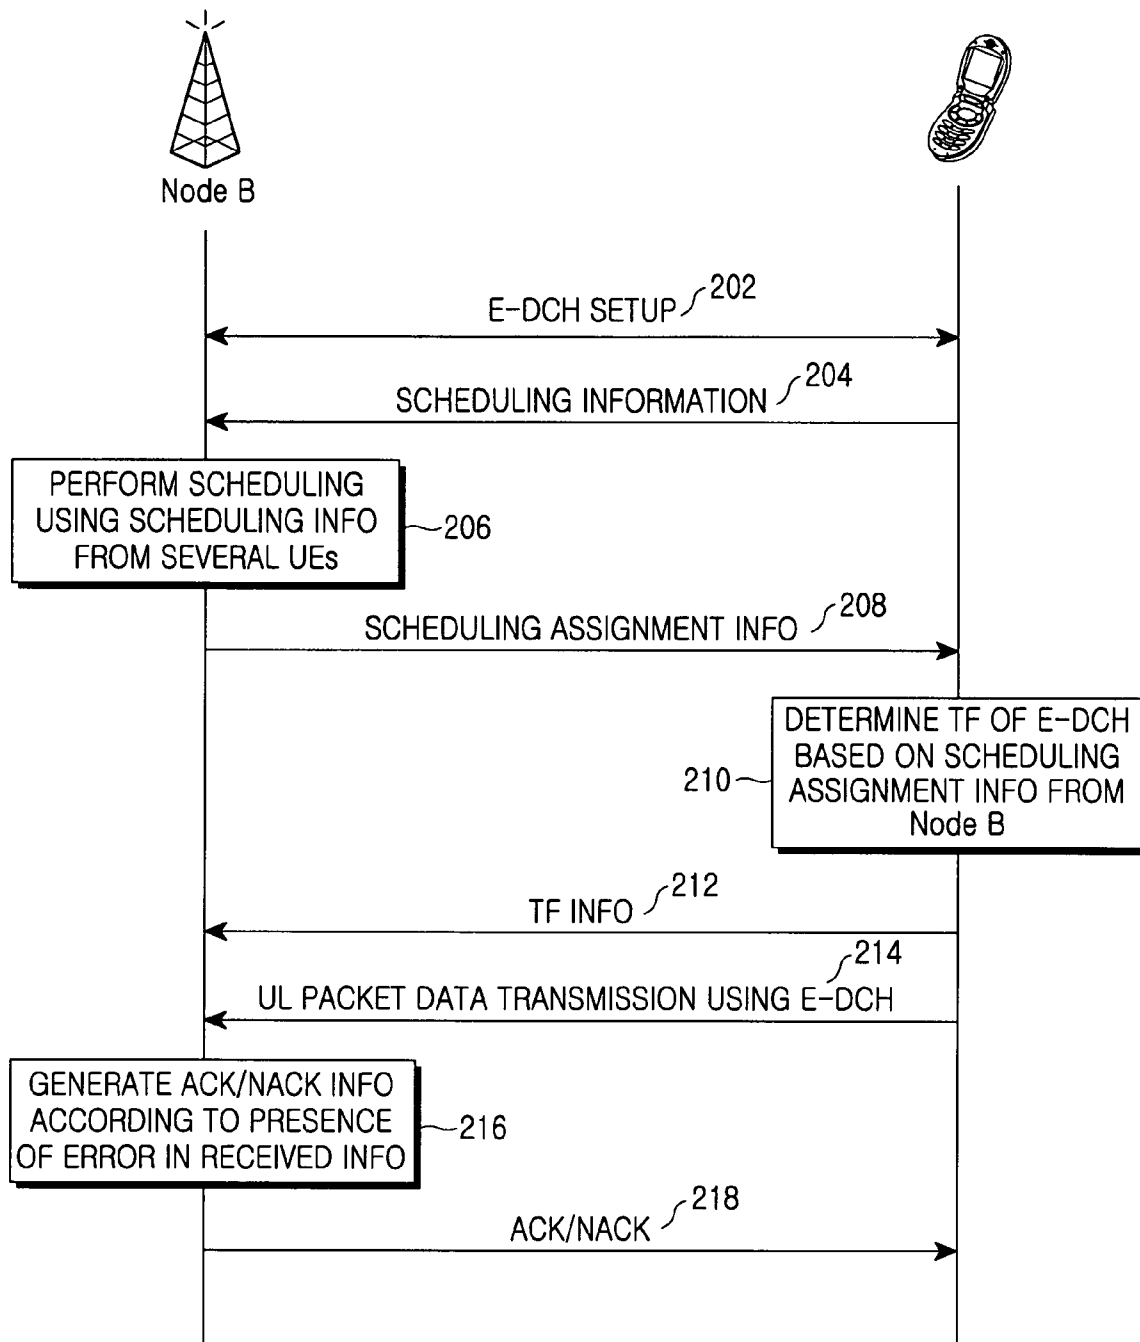 Node B
E-DCH SETUP 202
SCHEDULING INFORMATION 204
PERFORM SCHEDULING
USING SCHEDULING INFO
FROM SEVERAL UEs
206
SCHEDULING ASSIGNMENT INFO 208
DETERMINE TF OF E-DCH
BASED ON SCHEDULING
ASSIGNMENT INFO FROM
Node B
210
TF INFO 212
UL PACKET DATA TRANSMISSION USING E-DCH 214
GENERATE ACK/NACK INFO
ACCORDING TO PRESENCE
OF ERROR IN RECEIVED INFO
216
ACK/NACK 218